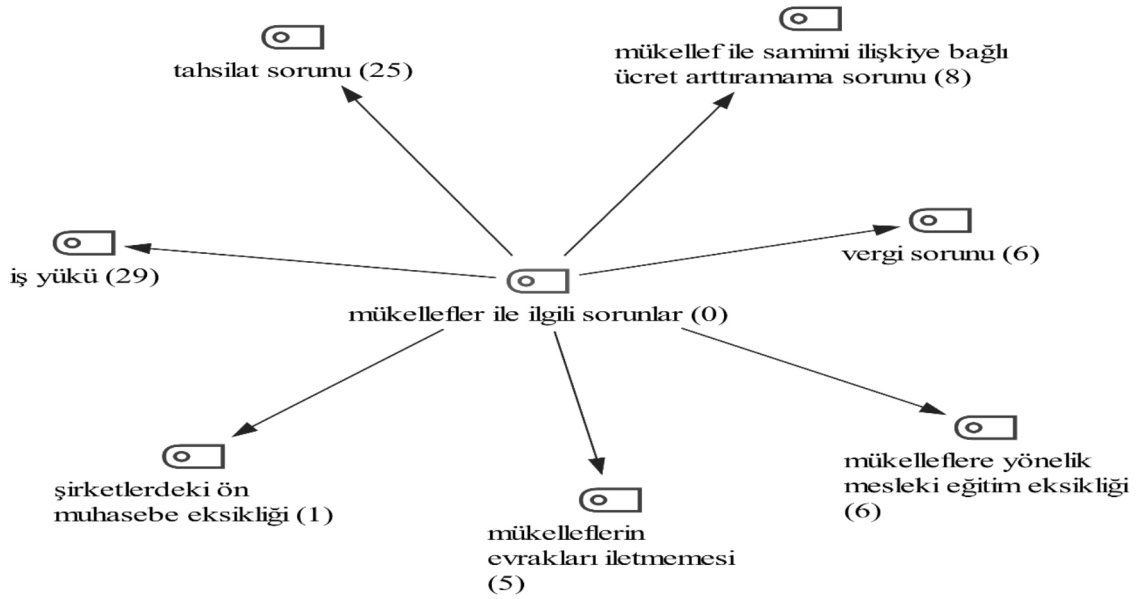 tahsilat sorunu (25)
mükellef ile samimi ilişkiye bağlı
ücret arttıramama sorunu (8)
iş yükü (29)
vergi sorunu (6)
mükellefler ile ilgili sorunlar (0)
şirketlerdeki ön
muhasebe eksikliği (1)
mükelleflerin
evrakları iletmemesi
(5)
mükelleflere yönelik
mesleki eğitim eksikliği
(6)